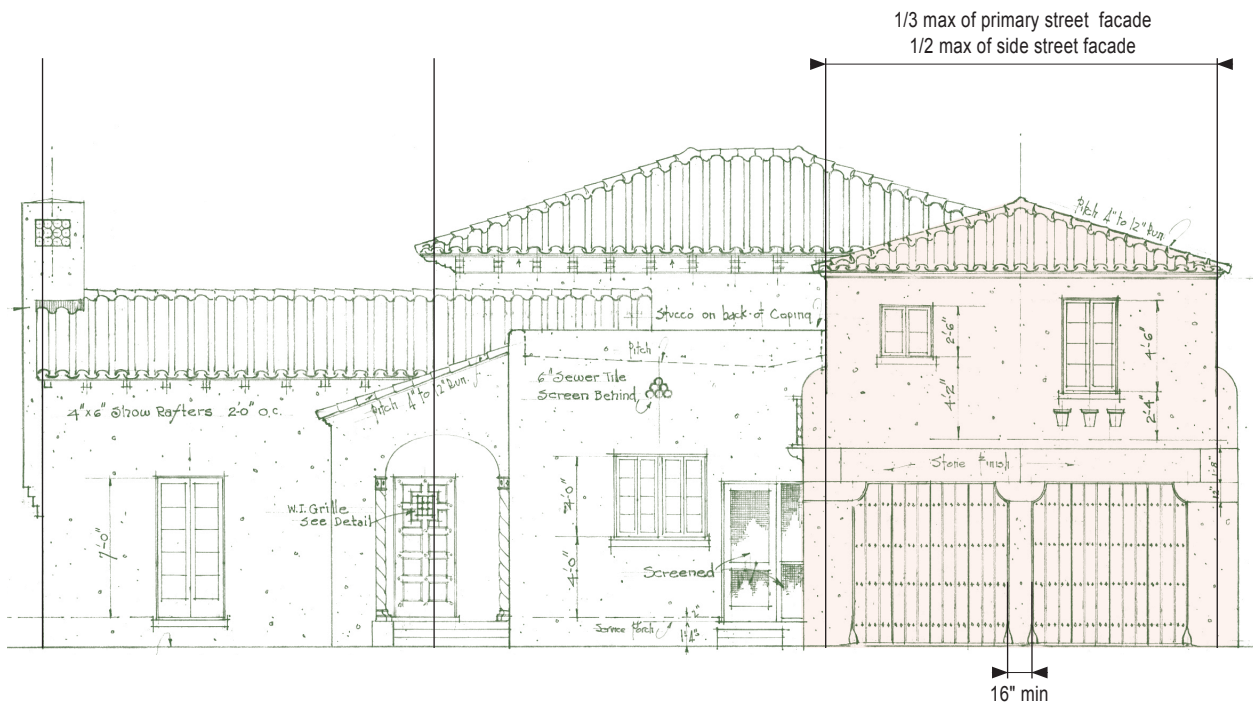 1/3 max of primary street facade
1/2 max of side street facade
Pitch 4" to 12" Run.
Stucco on back of Coping
Pitch
6" Sewer Tile
Screen Behind
Pitch 4" to 12" Run.
4"x6" Show Rafters 2'-0" o.c.
2'-6"
4'-6"
4'-2"
2'-4"
Stone Finish
1'-8"
W.I. Grille
See Detail
7'-0"
4'-0"
Screened
2"
Service Porch
16" min